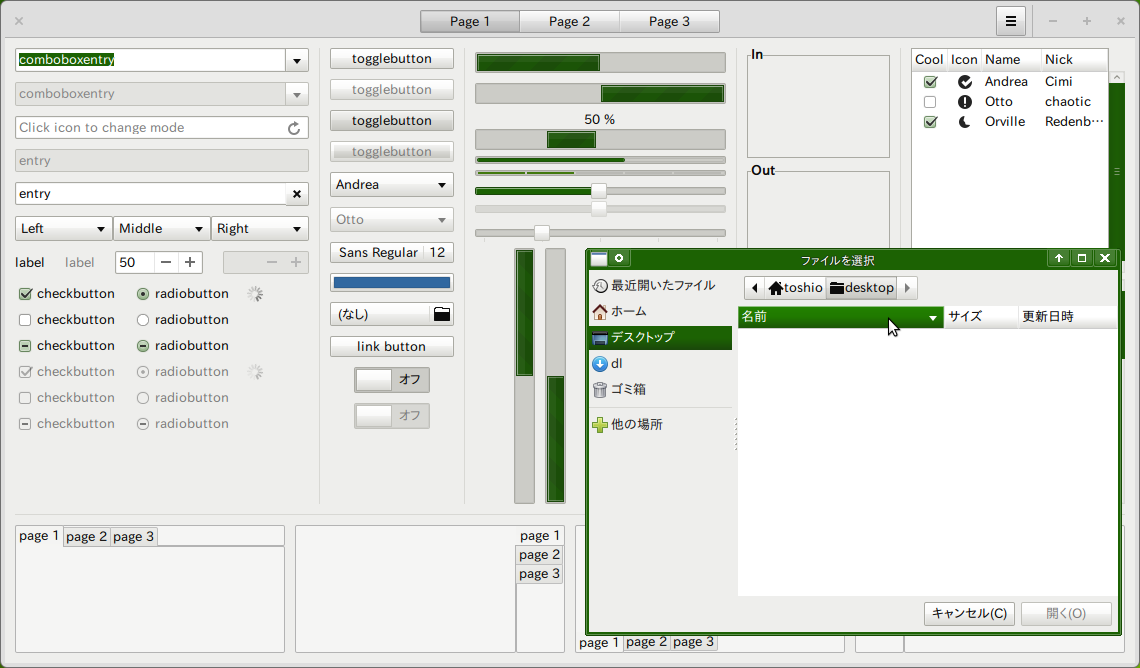 Page 1
Page 2
Page 3
comboboxentry
comboboxentry
Click icon to change mode
entry
entry
Left
Middle
Right
label
label
50
checkbutton
radiobutton
checkbutton
radiobutton
checkbutton
radiobutton
checkbutton
radiobutton
checkbutton
radiobutton
checkbutton
radiobutton
togglebutton
togglebutton
togglebutton
togglebutton
Andrea
Otto
Sans Regular 12
(なし)
link button
オフ
オフ
50 %
In
Out
Cool Icon Name Nick
Andrea Cimi
Otto chaotic
Orville Redenb…
ファイルを選択
最近開いたファイル
ホーム
デスクトップ
dl
ゴミ箱
他の場所
toshio
desktop
名前
サイズ
更新日時
キャンセル(C)
開く(O)
page 1
page 2
page 3
page 1
page 2
page 3
page 1
page 2
page 3